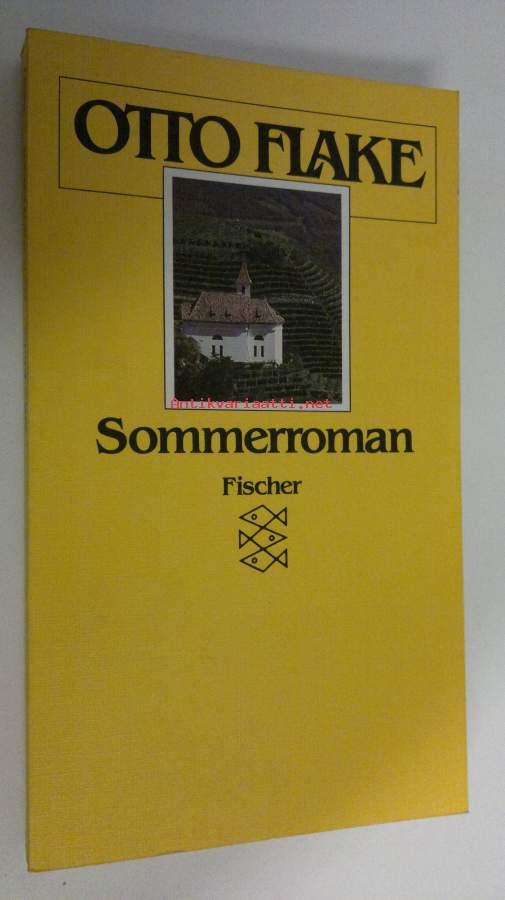 OTTO FLAKE
antikvariaatti.net
Sommerroman
Fischer